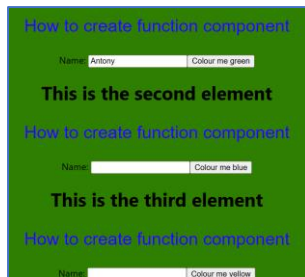 How to create function component
Name: Antony Colour me green
This is the second element
How to create function component
Name: Colour me blue
This is the third element
How to create function component
Name: Colour me yellow